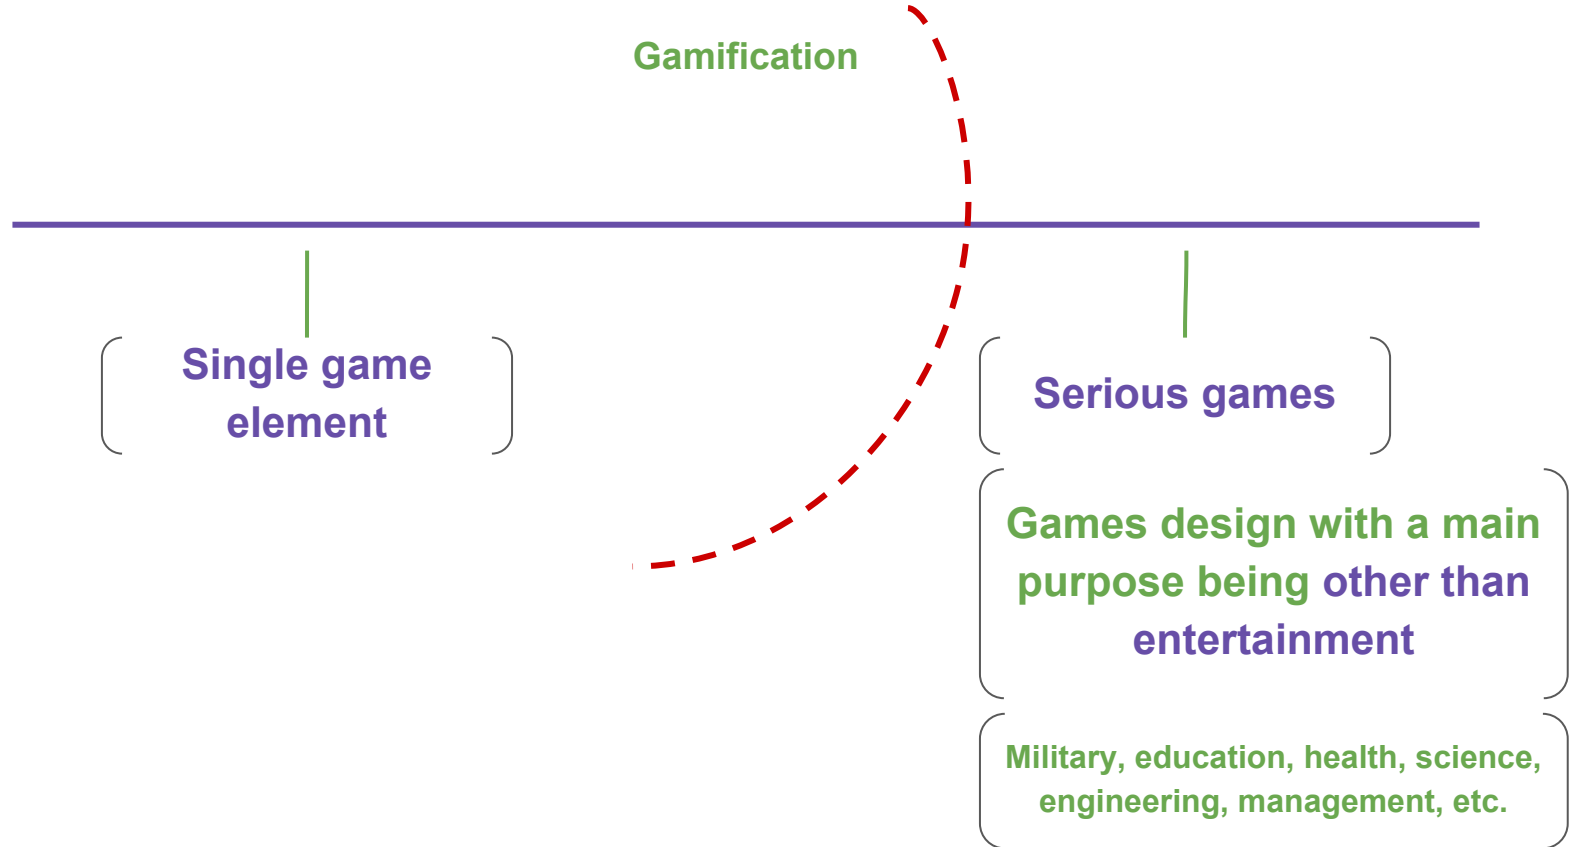 Gamification
Single game
element
Serious games
Games design with a main
purpose being other than
entertainment
Military, education, health, science,
engineering, management, etc.